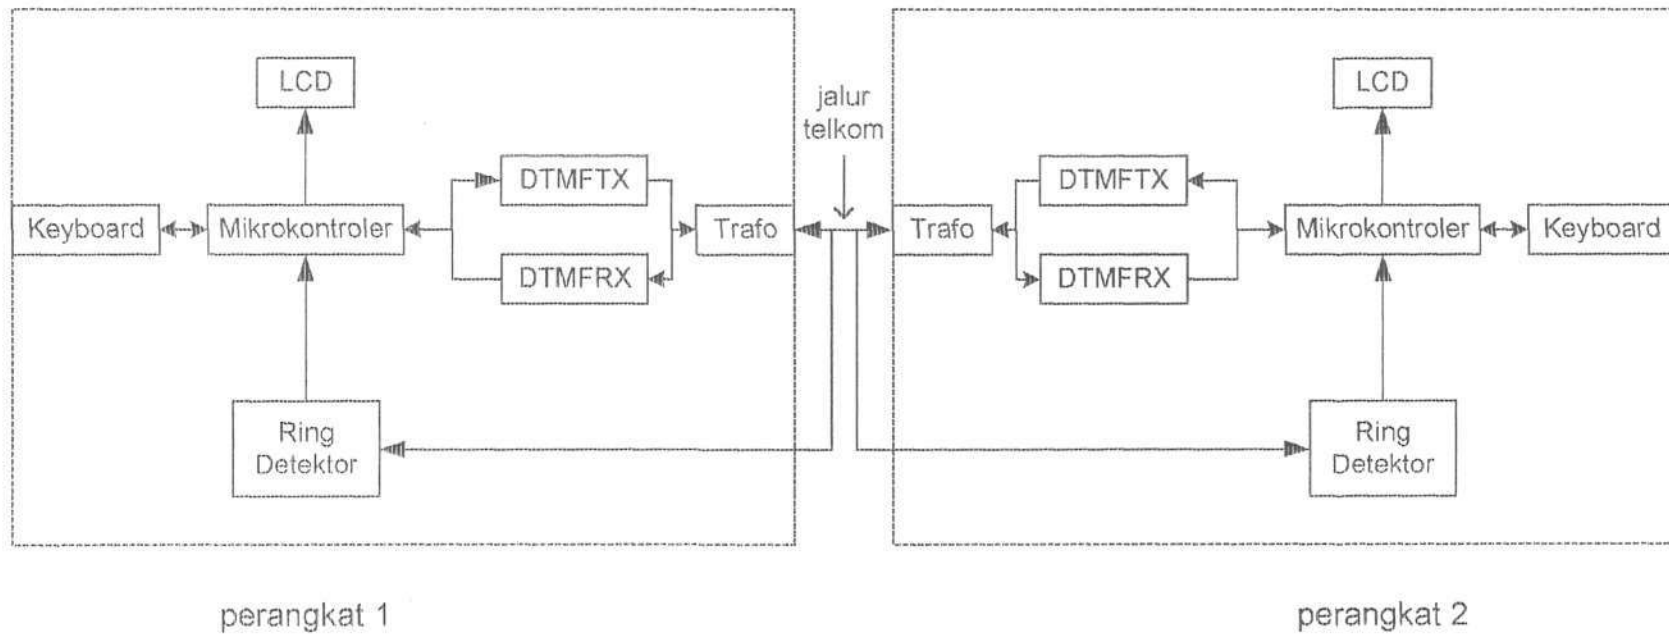 LCD
Keyboard
Mikrokontroler
DTMFTX
DTMFRX
Trafo
Ring
Detektor
jalur
telkom
LCD
Trafo
DTMFTX
DTMFRX
Mikrokontroler
Keyboard
Ring
Detektor
perangkat 1
perangkat 2